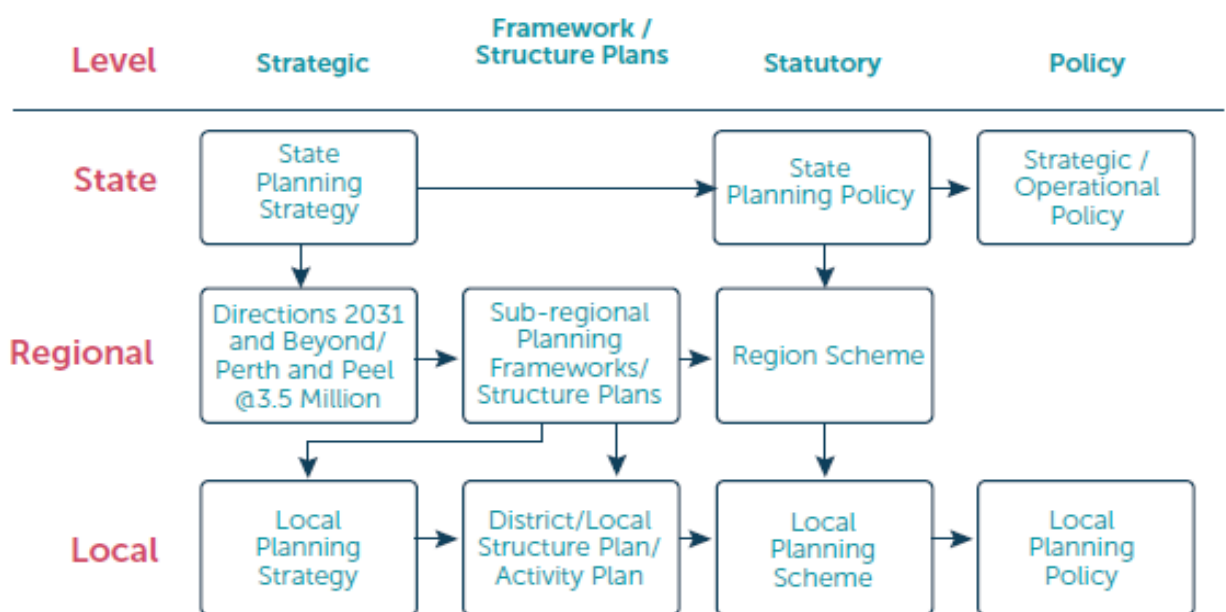 Level
Strategic
Framework /
Structure Plans
Statutory
Policy
State
State
Planning
Strategy
State
Planning Policy
Strategic /
Operational
Policy
Regional
Directions 2031
and Beyond/
Perth and Peel
@3.5 Million
Sub-regional
Planning
Frameworks/
Structure Plans
Region Scheme
Local
Local
Planning
Strategy
District/Local
Structure Plan/
Activity Plan
Local
Planning
Scheme
Local
Planning
Policy